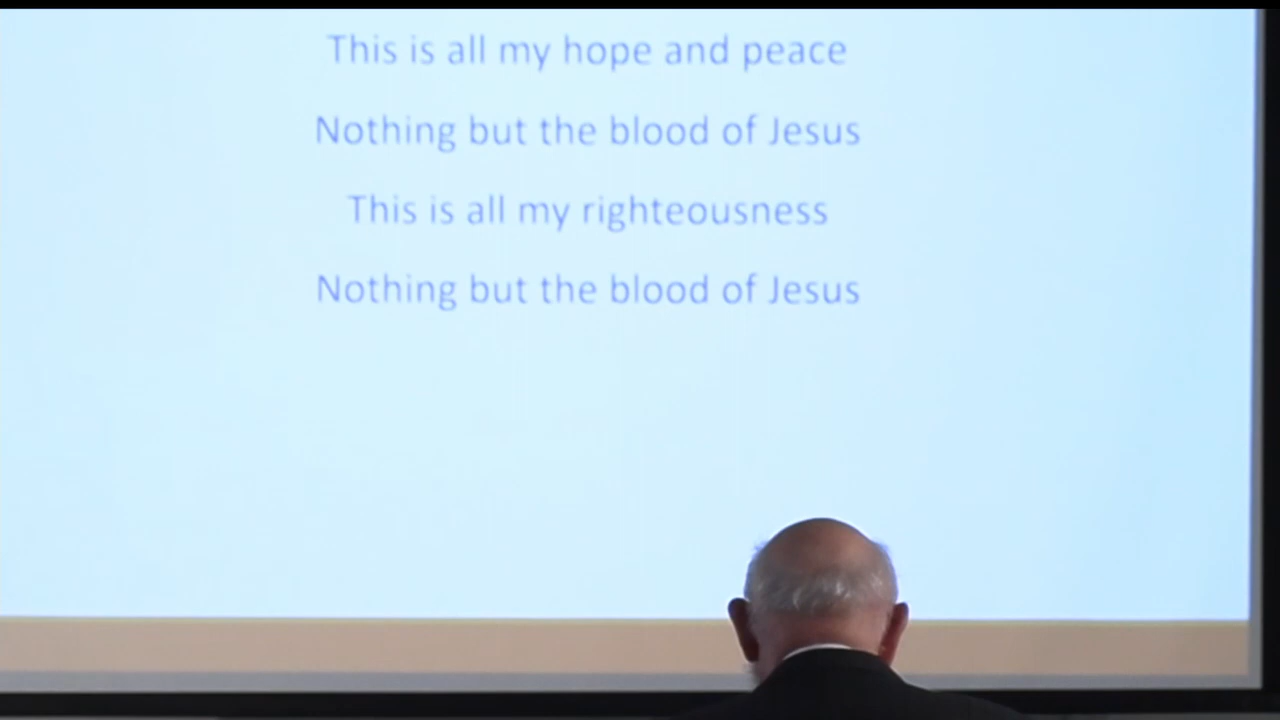 This is all my hope and peace
Nothing but the blood of Jesus
This is all my righteousness
Nothing but the blood of Jesus